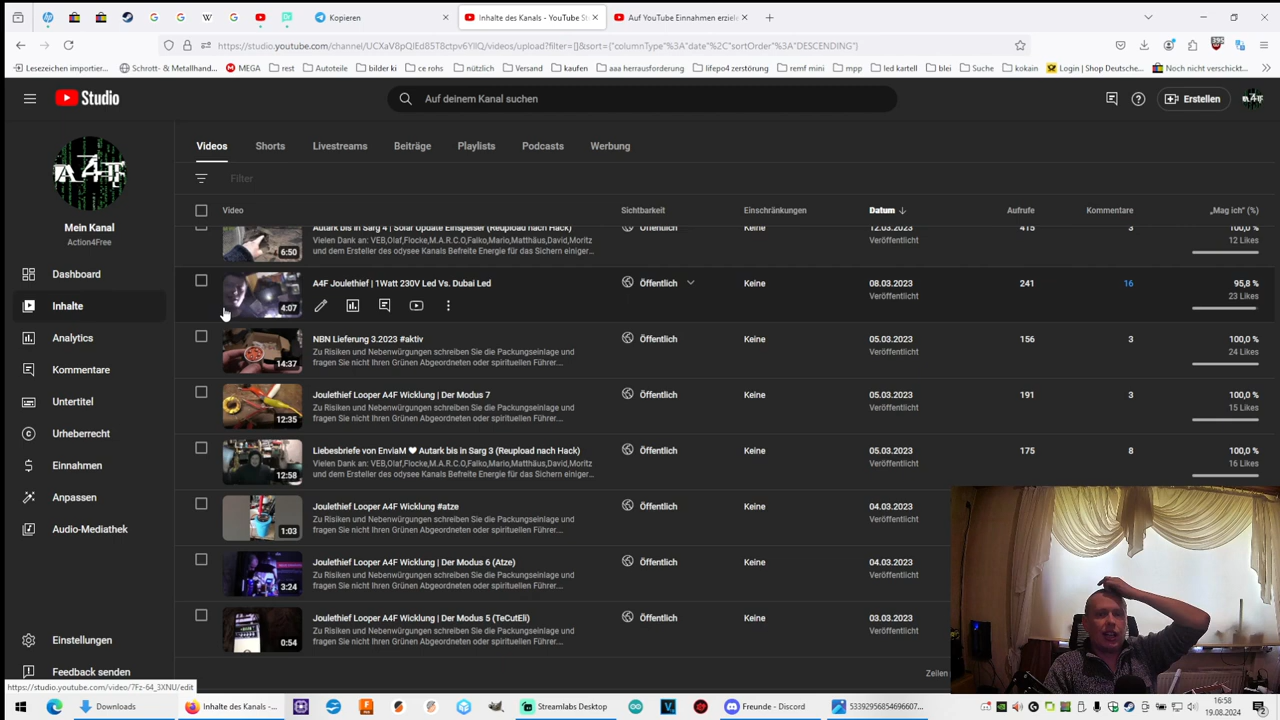 Kopieren
Inhalte des Kanals - YouTube St
Auf YouTube Einnahmen erziele
https://studio.youtube.com/channel/UCXaV8pQIEd85T8ctpv6YllQ/videos/upload?filter=[]&sort={"columnType"%3A"date"%2C"sortOrder"%3A"DESCENDING"}
Lesezeichen importier...
Schrott- & Metallhand...
MEGA
rest
Autoteile
bilder ki
ce rohs
nützlich
Versand
kaufen
aaa herrausforderung
lifepo4 zerstörung
remf mini
mpp
led kartell
blei
Suche
kokain
Login | Shop Deutsche...
Noch nicht verschickt...
Studio
Auf deinem Kanal suchen
Erstellen
A4F
Mein Kanal
Action4Free
Dashboard
Inhalte
Analytics
Kommentare
Untertitel
Urheberrecht
Einnahmen
Anpassen
Audio-Mediathek
Einstellungen
Feedback senden
Videos Shorts Livestreams Beiträge Playlists Podcasts Werbung
Filter
Video Sichtbarkeit Einschränkungen Datum Aufrufe Kommentare „Mag ich“ (%)
Autark bis in Sarg 4 | Solar Update Einspeiser (Reupload nach Hack) Öffentlich Keine 12.03.2023 415 3 100,0 %
Vielen Dank an: VEB,Olaf,Flocke,M.A.R.C.O,Falko,Mario,Matthäus,David,Moritz Veröffentlicht 32 Likes
und dem Ersteller des odysee Kanals Befreite Energie für das Sichern einiger...
6:50
A4F Joulethief | 1Watt 230V Led Vs. Dubai Led Öffentlich Keine 08.03.2023 241 16 95,8 %
Veröffentlicht 23 Likes
4:07
NBN Lieferung 3.2023 #aktiv Öffentlich Keine 05.03.2023 156 3 100,0 %
Zu Risiken und Nebenwürgungen schreiben Sie die Packungseinlage und Veröffentlicht 24 Likes
fragen Sie nicht Ihren Grünen Abgeordneten oder spirituellen Führer...
14:37
Joulethief Looper A4F Wicklung | Der Modus 7 Öffentlich Keine 05.03.2023 191 3 100,0 %
Zu Risiken und Nebenwürgungen schreiben Sie die Packungseinlage und Veröffentlicht 15 Likes
fragen Sie nicht Ihren Grünen Abgeordneten oder spirituellen Führer...
12:35
Liebesbriefe von EnviaM ♥ Autark bis in Sarg 3 (Reupload nach Hack) Öffentlich Keine 05.03.2023 175 8 100,0 %
Vielen Dank an: VEB,Olaf,Flocke,M.A.R.C.O,Falko,Mario,Matthäus,David,Moritz Veröffentlicht 16 Likes
und dem Ersteller des odysee Kanals Befreite Energie für das Sichern einiger...
12:58
Joulethief Looper A4F Wicklung #atze Öffentlich Keine 04.03.2023
Zu Risiken und Nebenwürgungen schreiben Sie die Packungseinlage und Veröffentlicht
fragen Sie nicht Ihren Grünen Abgeordneten oder spirituellen Führer...
1:03
Joulethief Looper A4F Wicklung | Der Modus 6 (Atze) Öffentlich Keine 04.03.2023
Zu Risiken und Nebenwürgungen schreiben Sie die Packungseinlage und Veröffentlicht
fragen Sie nicht Ihren Grünen Abgeordneten oder spirituellen Führer...
3:24
Joulethief Looper A4F Wicklung | Der Modus 5 (TeCutEli) Öffentlich Keine 03.03.2023
Zu Risiken und Nebenwürgungen schreiben Sie die Packungseinlage und Veröffentlicht
fragen Sie nicht Ihren Grünen Abgeordneten oder spirituellen Führer...
0:54
Zeilen
https://studio.youtube.com/video/7Fz-64_3XNU/edit
Downloads
Inhalte des Kanals -...
Streamlabs Desktop
Freunde - Discord
53392956854696607...
16:58
19.08.2024